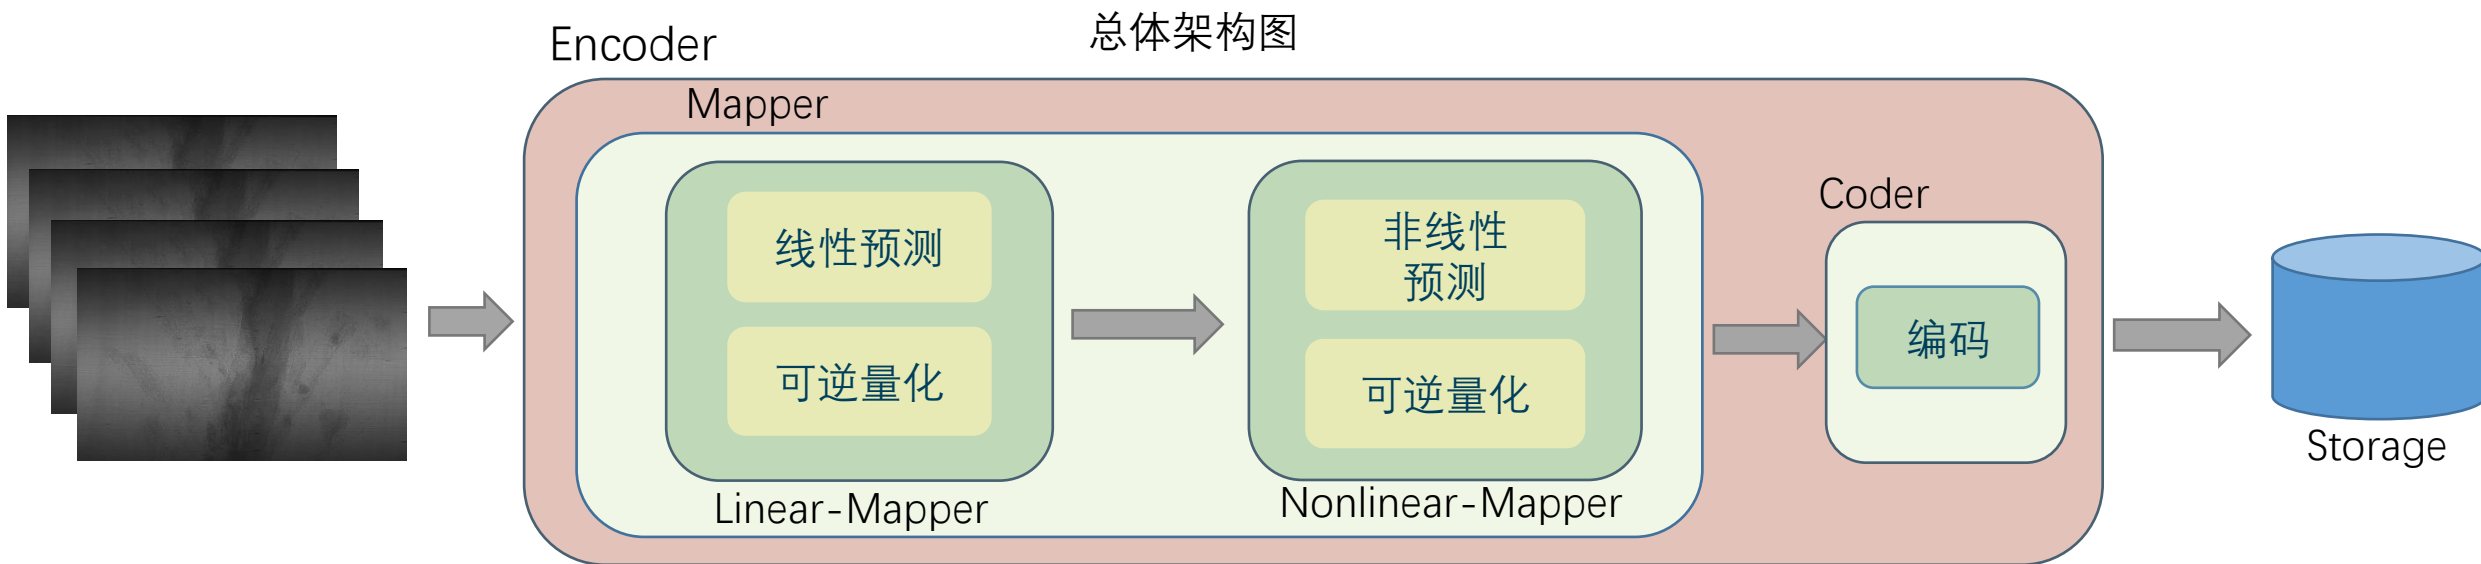 总体架构图
Encoder
Mapper
线性预测
可逆量化
Linear-Mapper
非线性
预测
可逆量化
Nonlinear-Mapper
Coder
编码
Storage